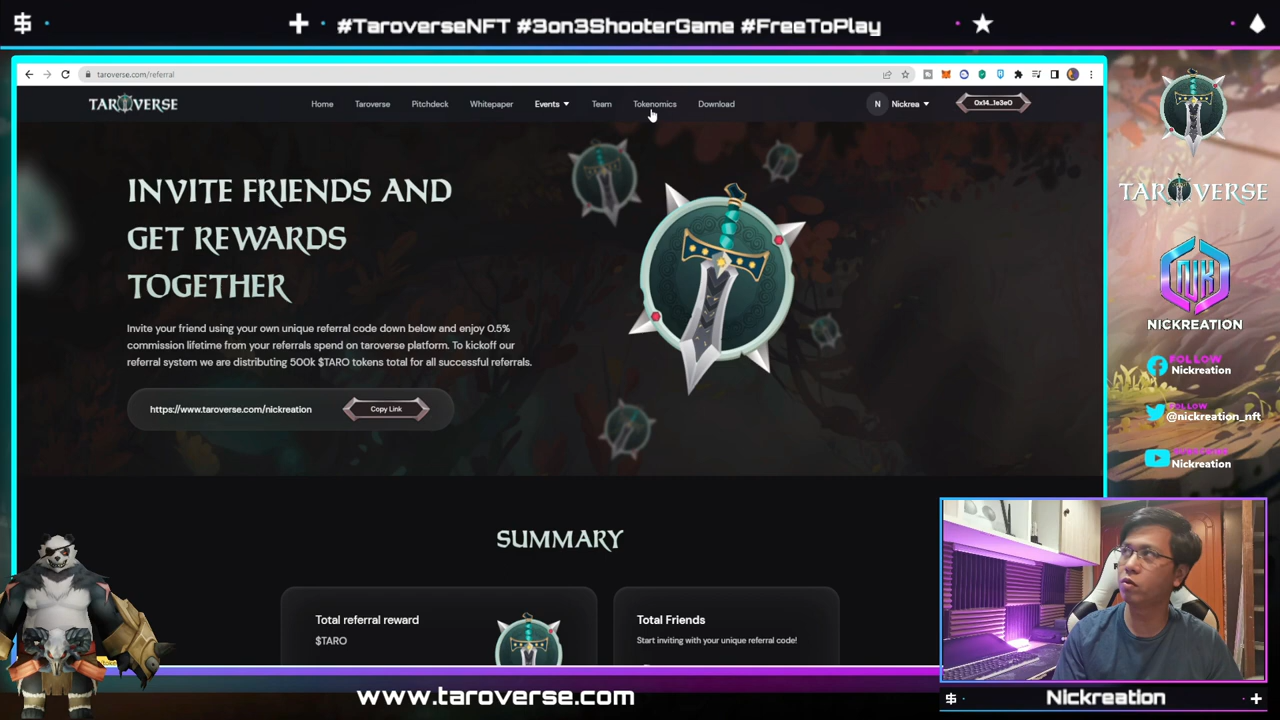 #TaroverseNFT #3on3ShooterGame #FreeToPlay
taroverse.com/referral
TAROVERSE
Home Taroverse Pitchdeck Whitepaper Events Team Tokenomics Download
N Nickrea 0x14...1e3e0
INVITE FRIENDS AND
GET REWARDS
TOGETHER
Invite your friend using your own unique referral code down below and enjoy 0.5%
commission lifetime from your referrals spend on taroverse platform. To kickoff our
referral system we are distributing 500k $TARO tokens total for all successful referrals.
https://www.taroverse.com/nickreation Copy Link
SUMMARY
Total referral reward
$TARO
Total Friends
Start inviting with your unique referral code!
TAROVERSE
NICKREATION
FOLLOW
Nickreation
FOLLOW
@nickreation_nft
Nickreation
www.taroverse.com
Nickreation